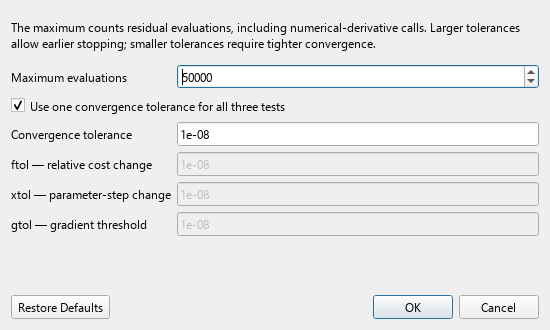 The maximum counts residual evaluations, including numerical-derivative calls. Larger tolerances
allow earlier stopping; smaller tolerances require tighter convergence.
Maximum evaluations 50000
Use one convergence tolerance for all three tests
Convergence tolerance 1e-08
ftol — relative cost change 1e-08
xtol — parameter-step change 1e-08
gtol — gradient threshold 1e-08
Restore Defaults OK Cancel